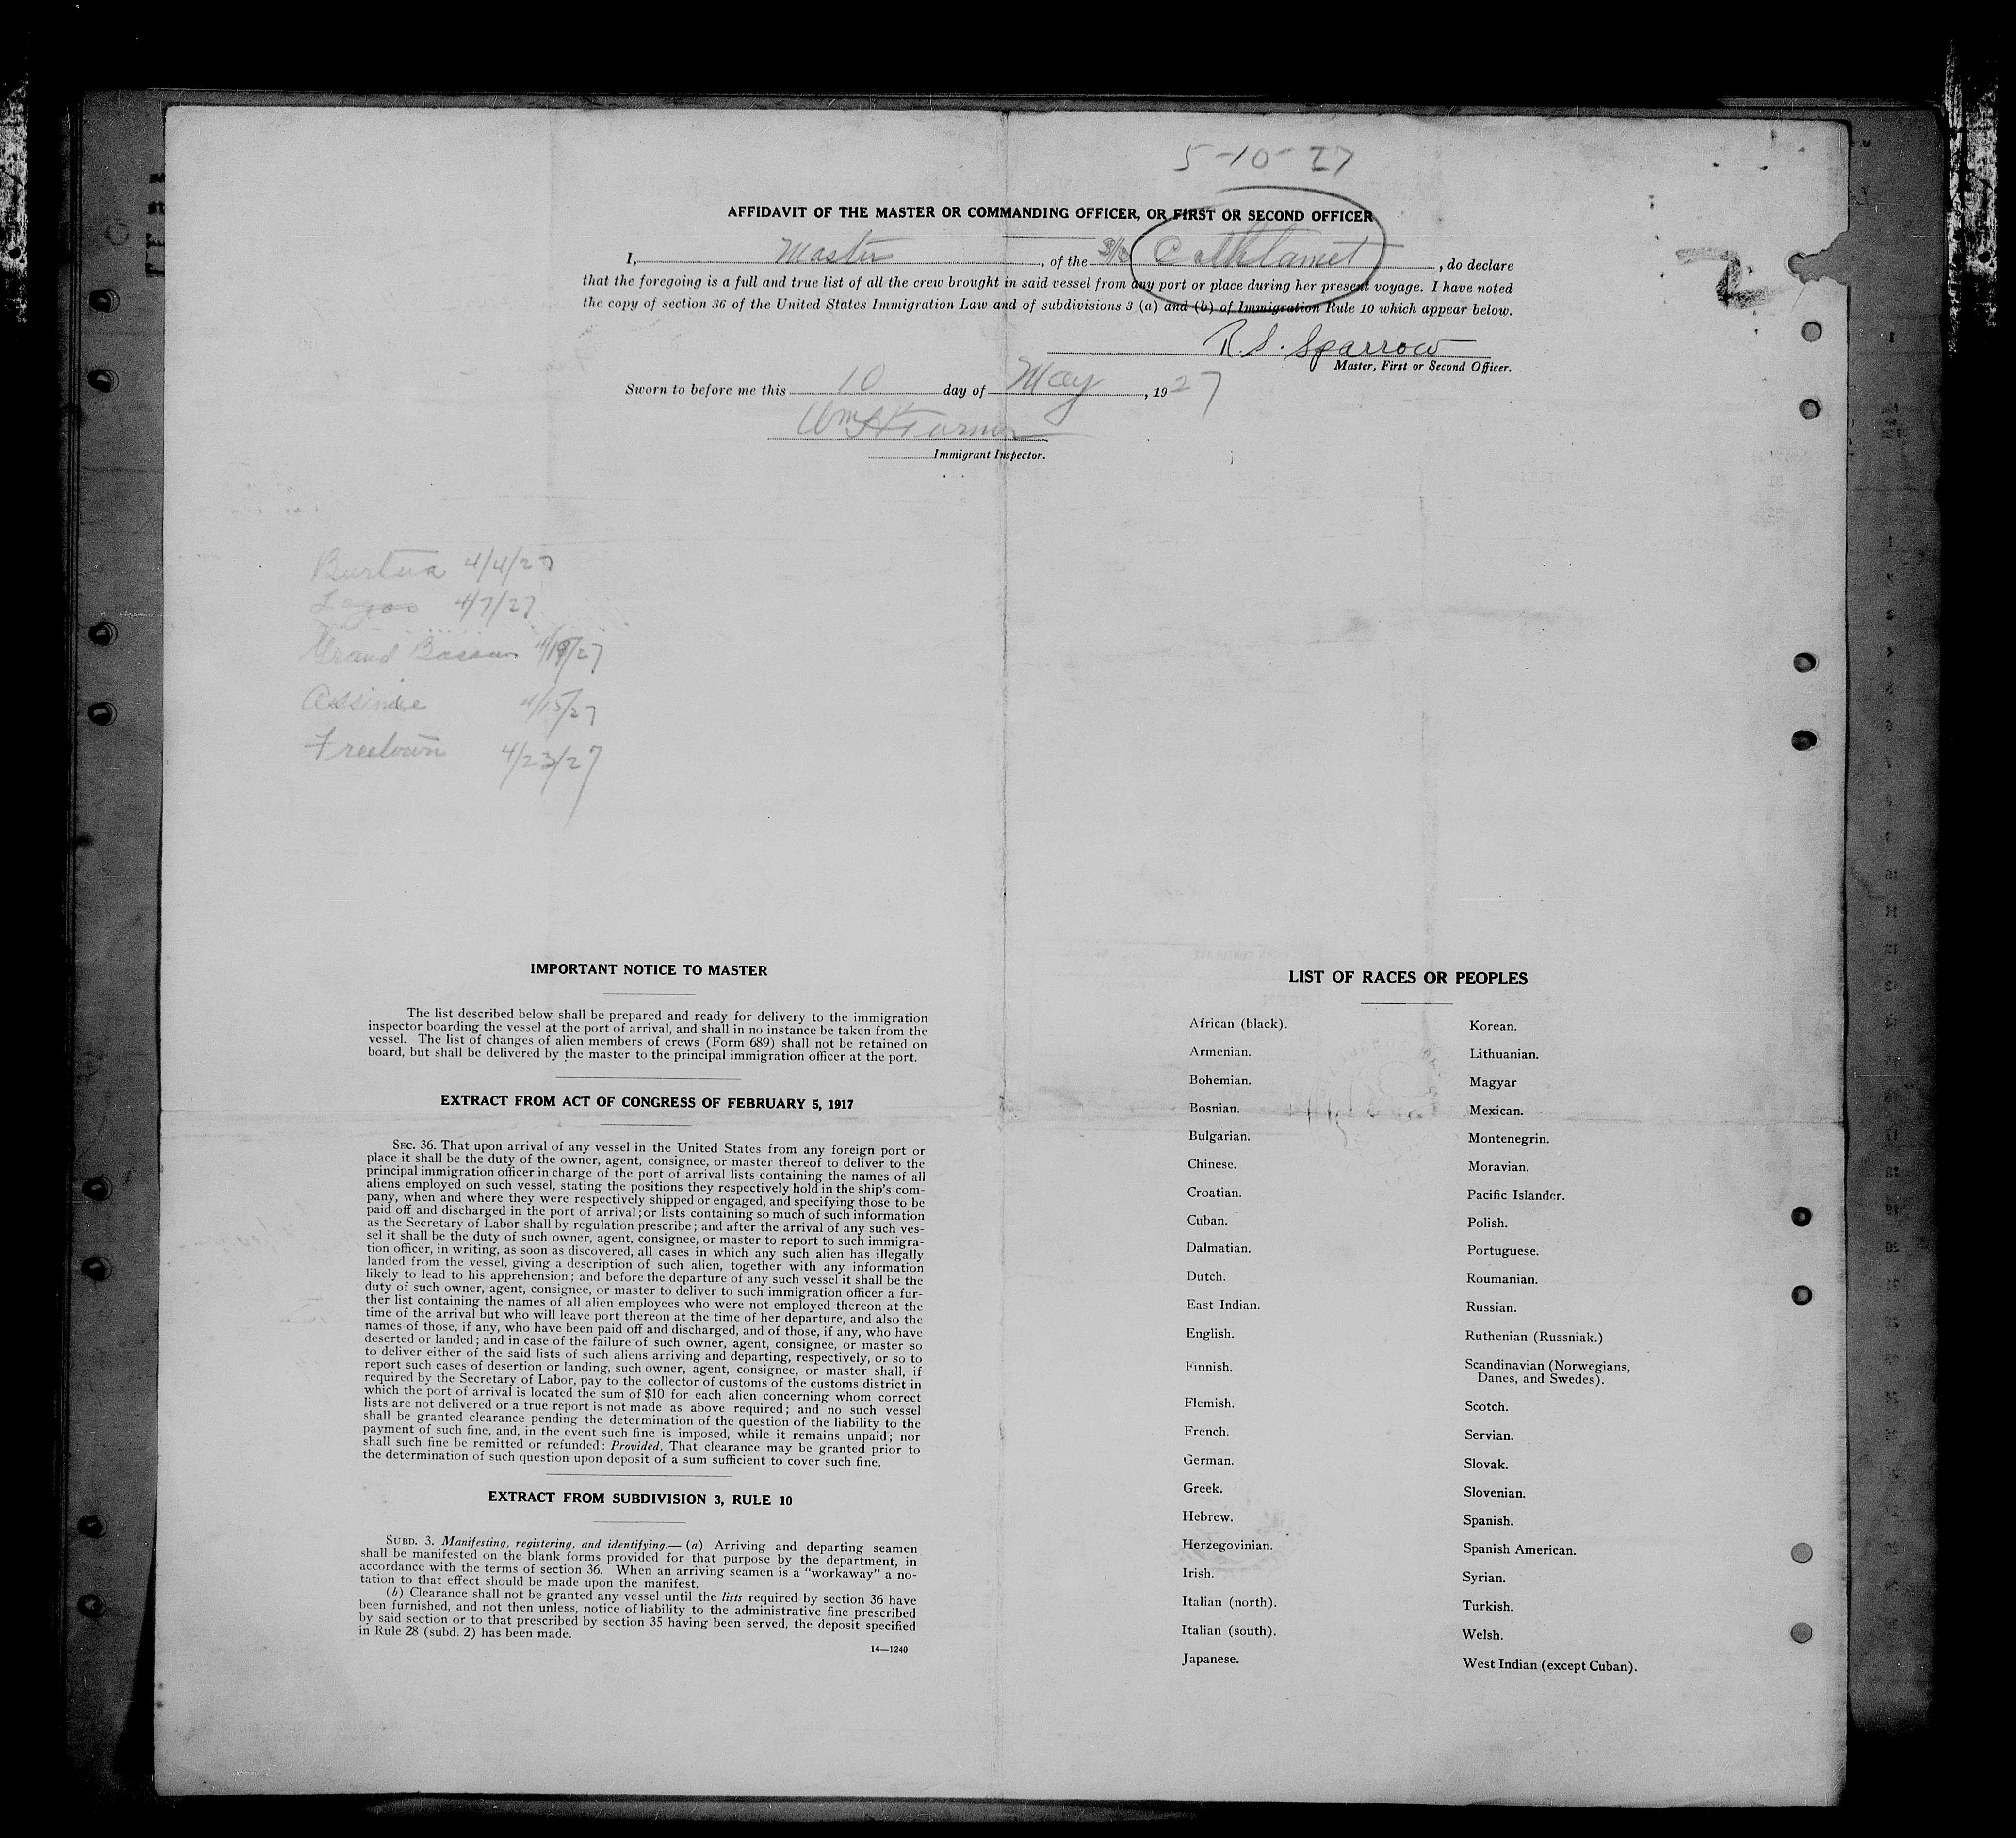 5-10-27
AFFIDAVIT OF THE MASTER OR COMMANDING OFFICER, OR FIRST OR SECOND OFFICER
I, Master, of the S/S Cathlamet, do declare
that the foregoing is a full and true list of all the crew brought in said vessel from any port or place during her present voyage. I have noted
the copy of section 36 of the United States Immigration Law and of subdivisions 3 (a) and (b) of Immigration Rule 10 which appear below.
R. S. Sparrow
Master, First or Second Officer.
Sworn to before me this 10 day of May, 1927
Wm H Turner
Immigrant Inspector.
4/4/27
Lagos 4/7/27
Grand Bassam 4/19/27
Assinie 4/15/27
Freetown 4/23/27
IMPORTANT NOTICE TO MASTER
The list described below shall be prepared and ready for delivery to the immigration
inspector boarding the vessel at the port of arrival, and shall in no instance be taken from the
vessel. The list of changes of alien members of crews (Form 689) shall not be retained on
board, but shall be delivered by the master to the principal immigration officer at the port.
EXTRACT FROM ACT OF CONGRESS OF FEBRUARY 5, 1917
SEC. 36. That upon arrival of any vessel in the United States from any foreign port or
place it shall be the duty of the owner, agent, consignee, or master thereof to deliver to the
principal immigration officer in charge of the port of arrival lists containing the names of all
aliens employed on such vessel, stating the positions they respectively hold in the ship's com-
pany, when and where they were respectively shipped or engaged, and specifying those to be
paid off and discharged in the port of arrival; or lists containing so much of such information
as the Secretary of Labor shall by regulation prescribe; and after the arrival of any such ves-
sel it shall be the duty of such owner, agent, consignee, or master to report to such immigra-
tion officer, in writing, as soon as discovered, all cases in which any such alien has illegally
landed from the vessel, giving a description of such alien, together with any information
likely to lead to his apprehension; and before the departure of any such vessel it shall be the
duty of such owner, agent, consignee, or master to deliver to such immigration officer a fur-
ther list containing the names of all alien employees who were not employed thereon at the
time of the arrival but who will leave port thereon at the time of her departure, and also the
names of those, if any, who have been paid off and discharged, and of those, if any, who have
deserted or landed; and in case of the failure of such owner, agent, consignee, or master so
to deliver either of the said lists of such aliens arriving and departing, respectively, or so to
report such cases of desertion or landing, such owner, agent, consignee, or master shall, if
required by the Secretary of Labor, pay to the collector of customs of the customs district in
which the port of arrival is located the sum of $10 for each alien concerning whom correct
lists are not delivered or a true report is not made as above required; and no such vessel
shall be granted clearance pending the determination of the question of the liability to the
payment of such fine, and, in the event such fine is imposed, while it remains unpaid; nor
shall such fine be remitted or refunded: Provided, That clearance may be granted prior to
the determination of such question upon deposit of a sum sufficient to cover such fine.
EXTRACT FROM SUBDIVISION 3, RULE 10
SUBD. 3. Manifesting, registering, and identifying.—(a) Arriving and departing seamen
shall be manifested on the blank forms provided for that purpose by the department, in
accordance with the terms of section 36. When an arriving seamen is a "workaway" a no-
tation to that effect should be made upon the manifest.
(b) Clearance shall not be granted any vessel until the lists required by section 36 have
been furnished, and not then unless, notice of liability to the administrative fine prescribed
by said section or to that prescribed by section 35 having been served, the deposit specified
in Rule 28 (subd. 2) has been made.
14—1240
LIST OF RACES OR PEOPLES
African (black).
Armenian.
Bohemian.
Bosnian.
Bulgarian.
Chinese.
Croatian.
Cuban.
Dalmatian.
Dutch.
East Indian.
English.
Finnish.
Flemish.
French.
German.
Greek.
Hebrew.
Herzegovinian.
Irish.
Italian (north).
Italian (south).
Japanese.
Korean.
Lithuanian.
Magyar
Mexican.
Montenegrin.
Moravian.
Pacific Islander.
Polish.
Portuguese.
Roumanian.
Russian.
Ruthenian (Russniak.)
Scandinavian (Norwegians,
Danes, and Swedes).
Scotch.
Servian.
Slovak.
Slovenian.
Spanish.
Spanish American.
Syrian.
Turkish.
Welsh.
West Indian (except Cuban).